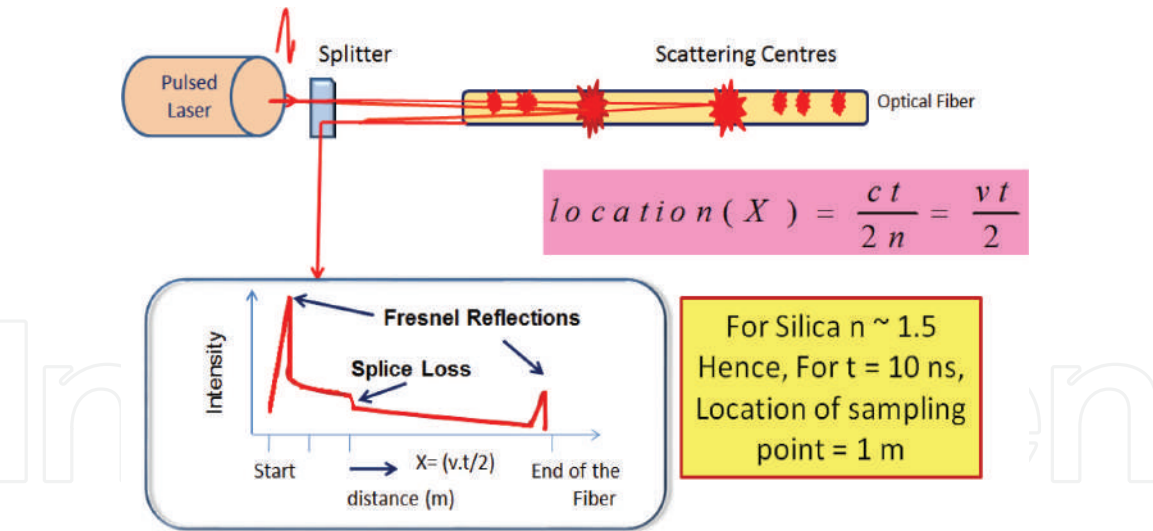 Splitter
Scattering Centres
Pulsed
Laser
Optical Fiber
location(X) = ct/2n = vt/2
Fresnel Reflections
Splice Loss
Intensity
Start
X= (v.t/2)
distance (m)
End of the
Fiber
For Silica n ~ 1.5
Hence, For t = 10 ns,
Location of sampling
point = 1 m